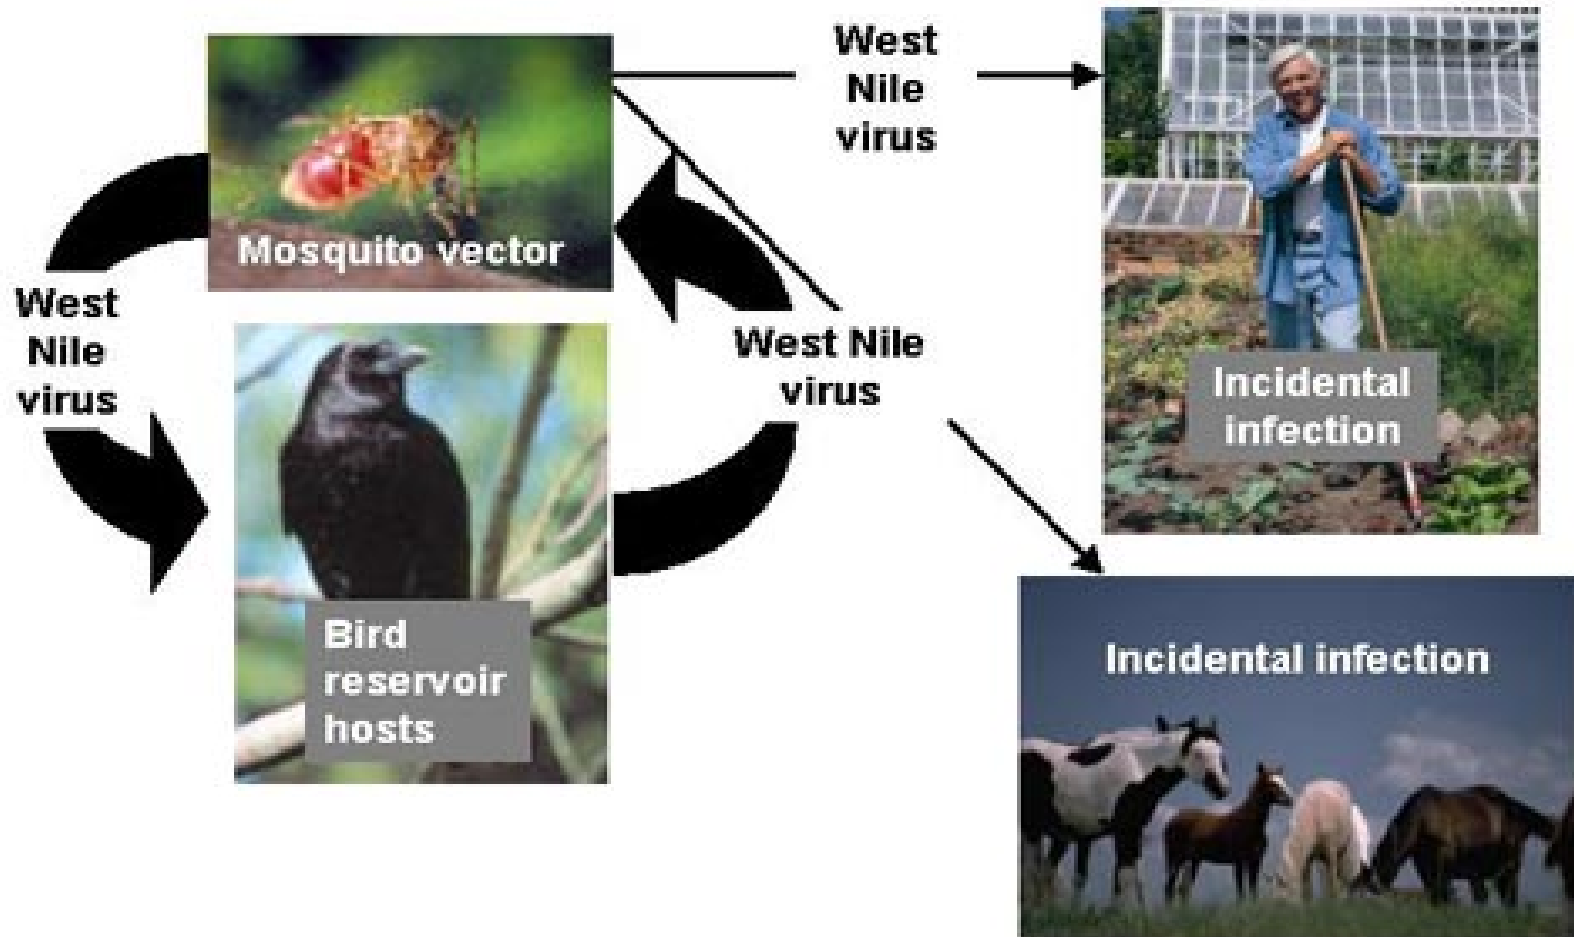 West
Nile
virus
Mosquito vector
West
Nile
virus
West Nile
virus
Incidental
infection
Bird
reservoir
hosts
Incidental infection